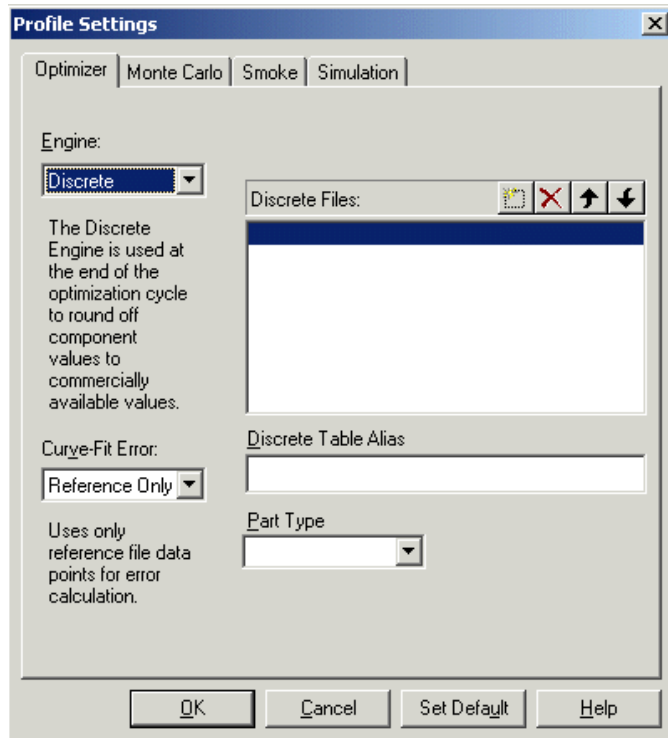 Profile Settings
Optimizer Monte Carlo Smoke Simulation
Engine:
Discrete
The Discrete
Engine is used at
the end of the
optimization cycle
to round off
component
values to
commercially
available values.
Curve-Fit Error:
Reference Only
Uses only
reference file data
points for error
calculation.
Discrete Files:
Discrete Table Alias
Part Type
OK Cancel Set Default Help